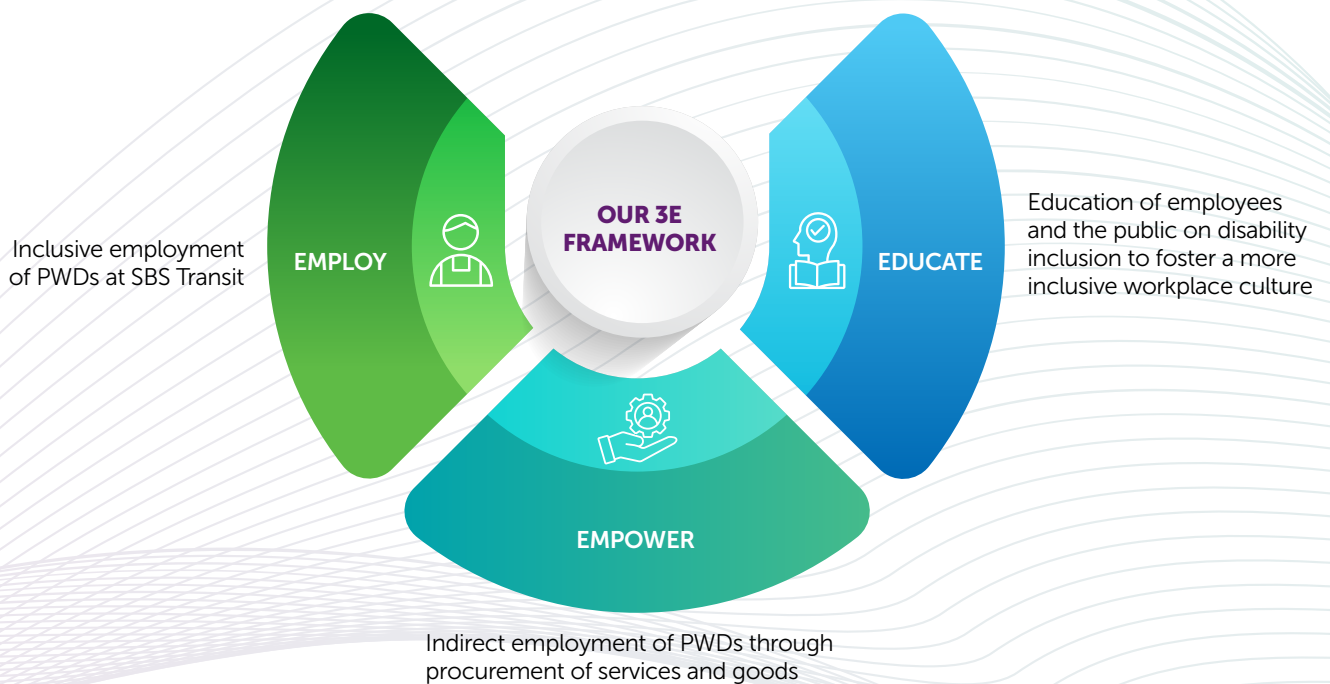 OUR 3E
FRAMEWORK
EMPLOY
Inclusive employment
of PWDs at SBS Transit
EDUCATE
Education of employees
and the public on disability
inclusion to foster a more
inclusive workplace culture
EMPOWER
Indirect employment of PWDs through
procurement of services and goods